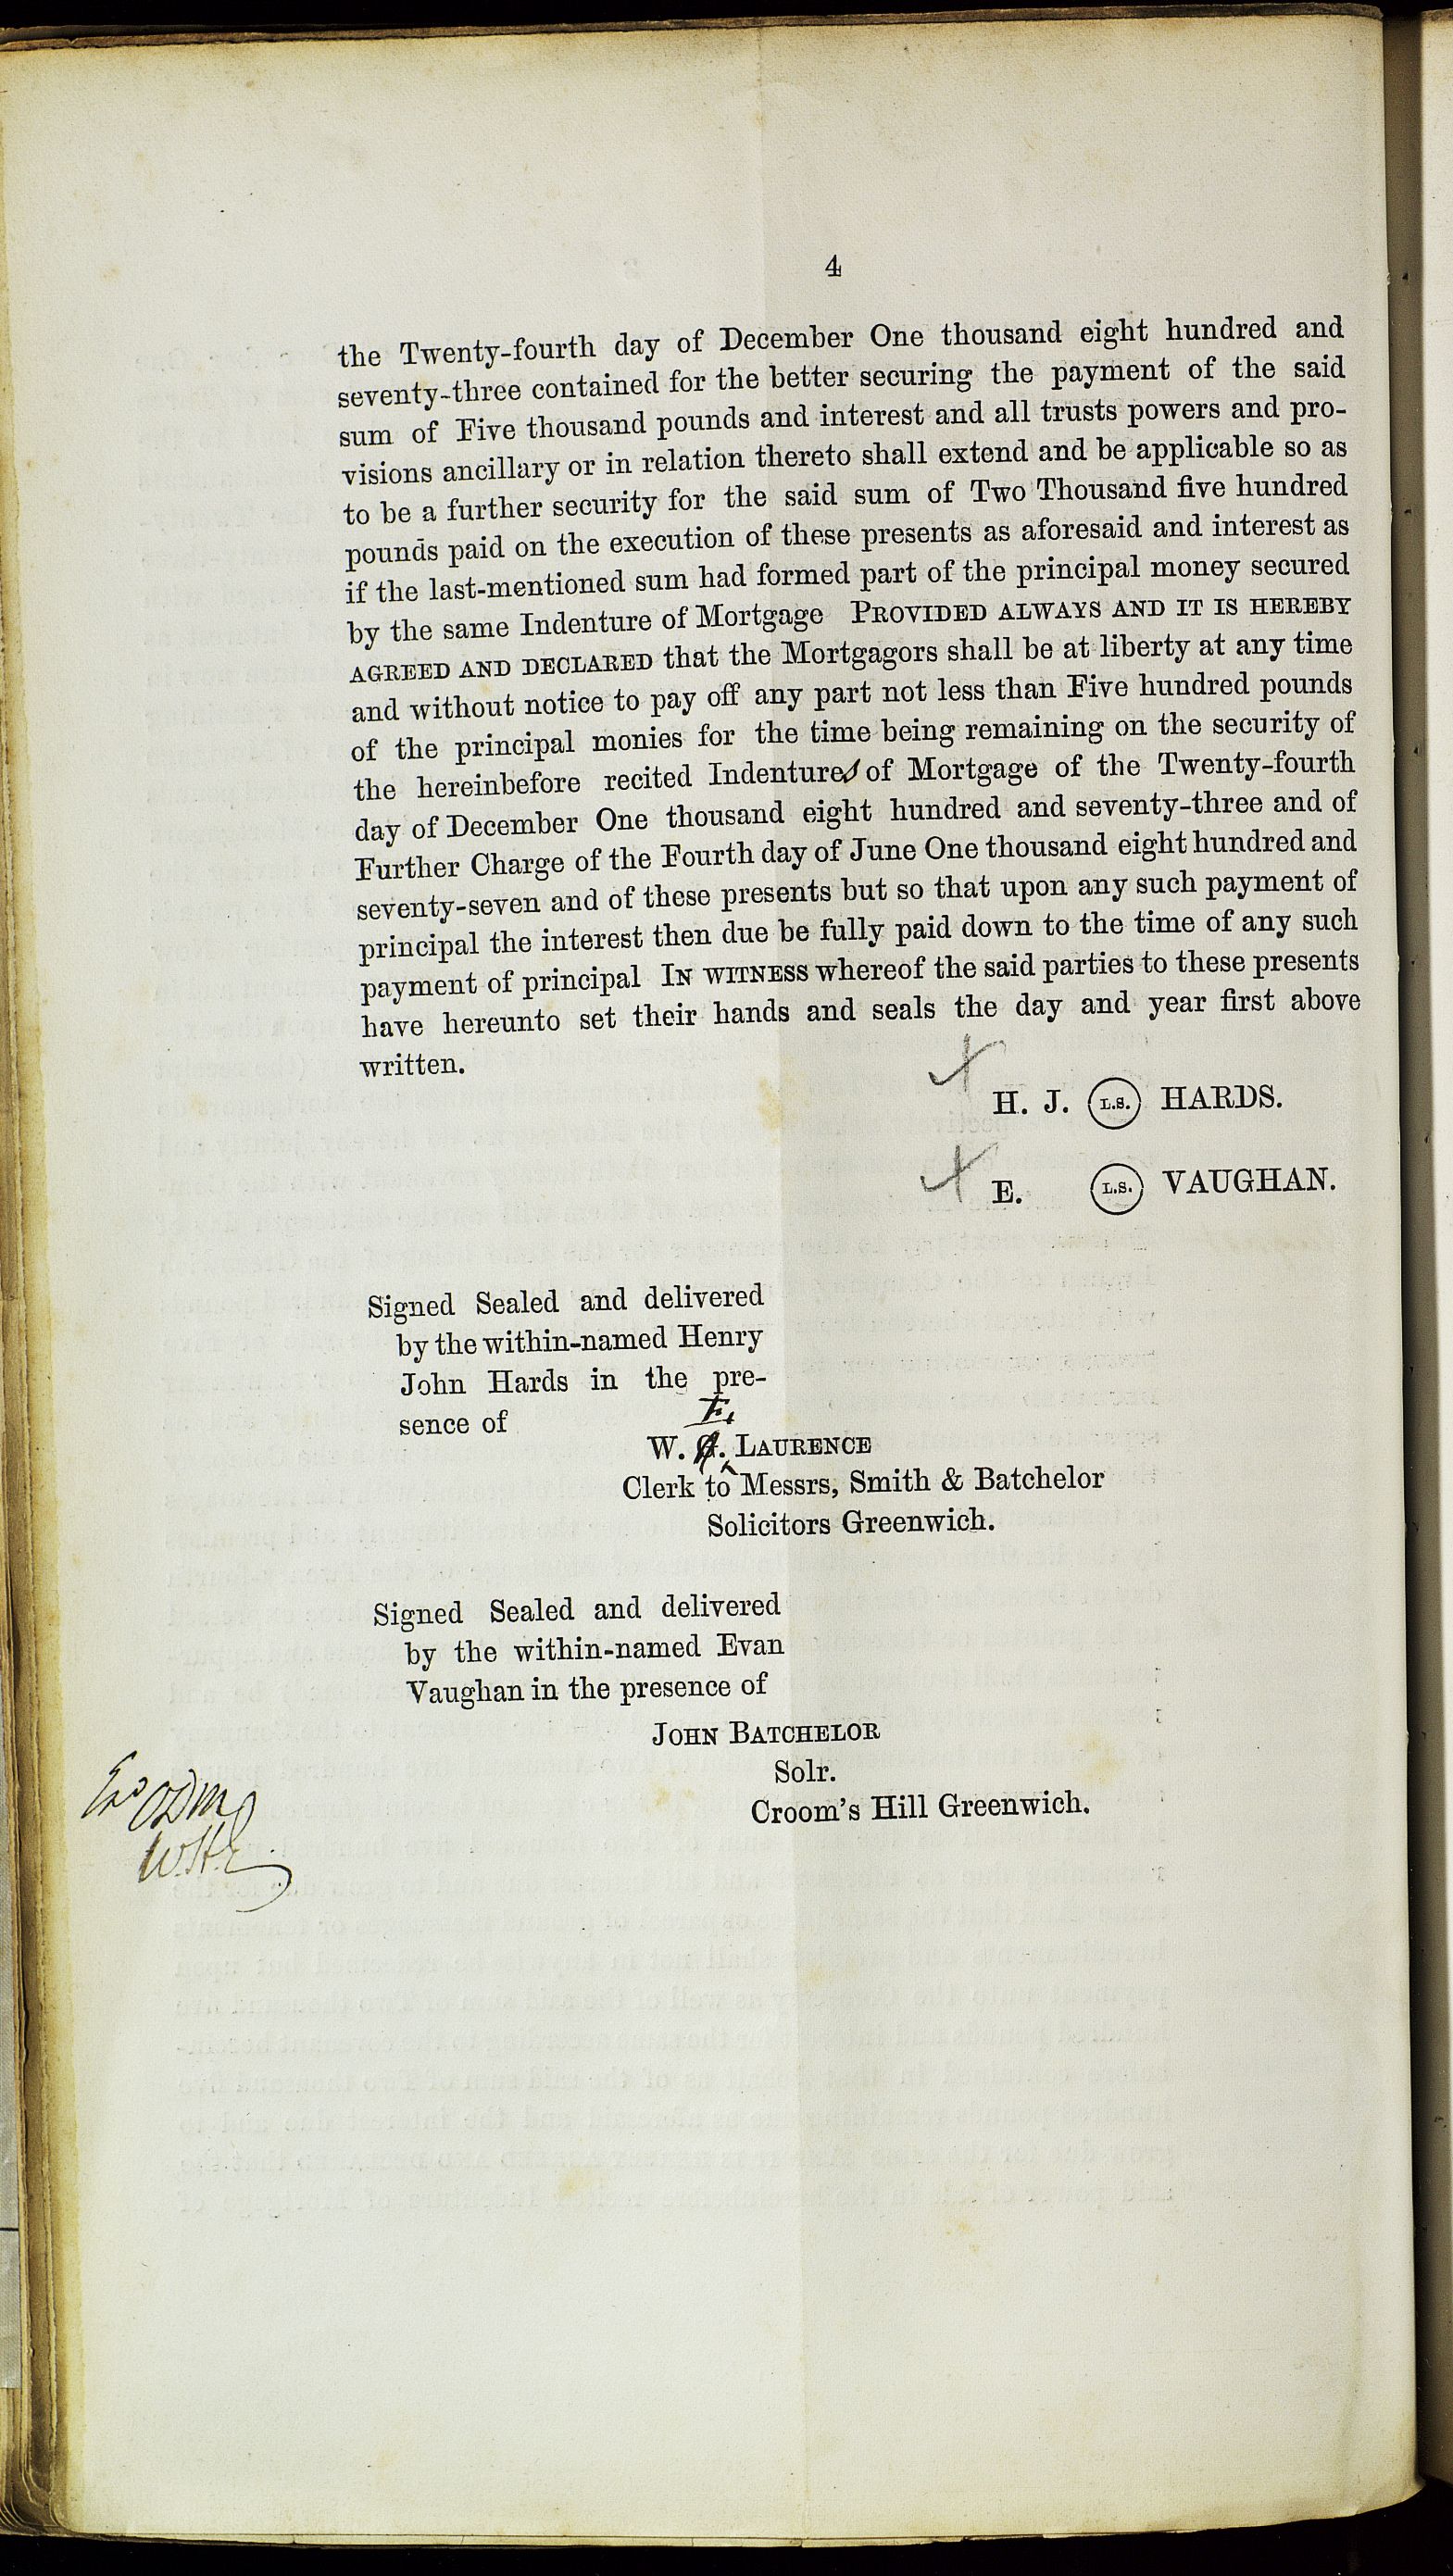 4
the Twenty-fourth day of December One thousand eight hundred and
seventy-three contained for the better securing the payment of the said
sum of Five thousand pounds and interest and all trusts powers and pro-
visions ancillary or in relation thereto shall extend and be applicable so as
to be a further security for the said sum of Two Thousand five hundred
pounds paid on the execution of these presents as aforesaid and interest as
if the last-mentioned sum had formed part of the principal money secured
by the same Indenture of Mortgage PROVIDED ALWAYS AND IT IS HEREBY
AGREED AND DECLARED that the Mortgagors shall be at liberty at any time
and without notice to pay off any part not less than Five hundred pounds
of the principal monies for the time being remaining on the security of
the hereinbefore recited Indentures of Mortgage of the Twenty-fourth
day of December One thousand eight hundred and seventy-three and of
Further Charge of the Fourth day of June One thousand eight hundred and
seventy-seven and of these presents but so that upon any such payment of
principal the interest then due be fully paid down to the time of any such
payment of principal IN WITNESS whereof the said parties to these presents
have hereunto set their hands and seals the day and year first above
written.
H. J. L.S. HARDS.
E. L.S. VAUGHAN.
Signed Sealed and delivered
by the within-named Henry
John Hards in the pre-
sence of
E.
W. G. LAURENCE
Clerk to Messrs, Smith & Batchelor
Solicitors Greenwich.
Signed Sealed and delivered
by the within-named Evan
Vaughan in the presence of
JOHN BATCHELOR
Solr.
Croom's Hill Greenwich.